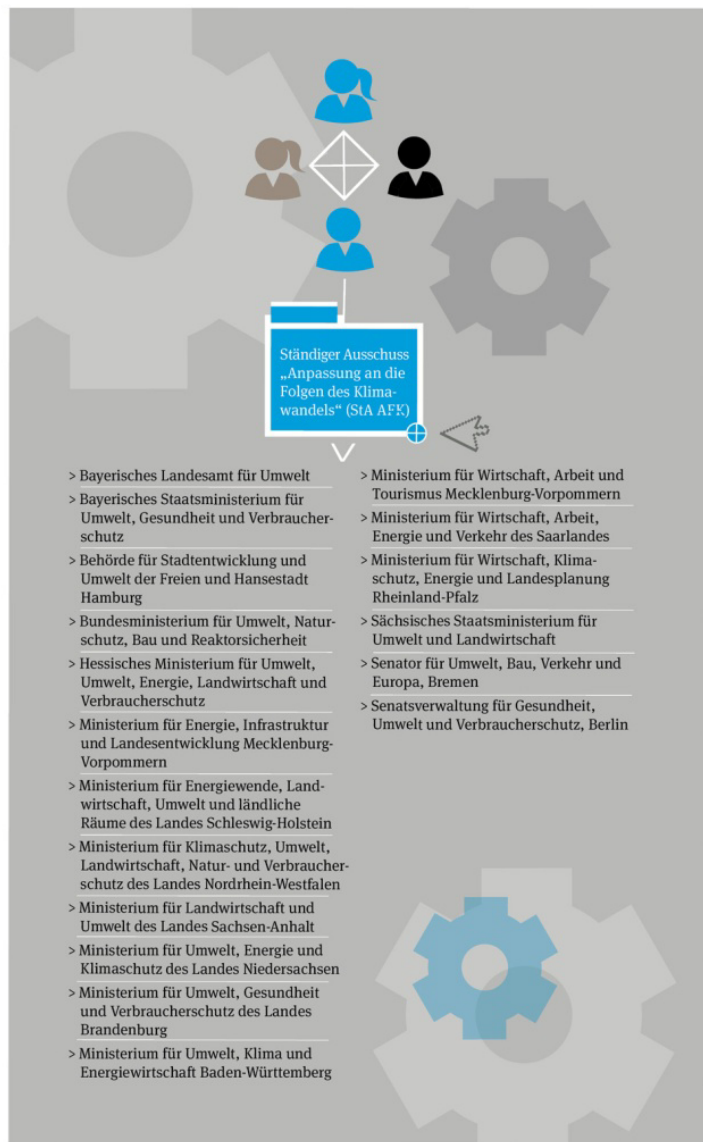 Ständiger Ausschuss
„Anpassung an die
Folgen des Klima-
wandels“ (StA AFK)
> Bayerisches Landesamt für Umwelt
> Bayerisches Staatsministerium für
Umwelt, Gesundheit und Verbraucher-
schutz
> Behörde für Stadtentwicklung und
Umwelt der Freien und Hansestadt
Hamburg
> Bundesministerium für Umwelt, Natur-
schutz, Bau und Reaktorsicherheit
> Hessisches Ministerium für Umwelt,
Umwelt, Energie, Landwirtschaft und
Verbraucherschutz
> Ministerium für Energie, Infrastruktur
und Landesentwicklung Mecklenburg-
Vorpommern
> Ministerium für Energiewende, Land-
wirtschaft, Umwelt und ländliche
Räume des Landes Schleswig-Holstein
> Ministerium für Klimaschutz, Umwelt,
Landwirtschaft, Natur- und Verbraucher-
schutz des Landes Nordrhein-Westfalen
> Ministerium für Landwirtschaft und
Umwelt des Landes Sachsen-Anhalt
> Ministerium für Umwelt, Energie und
Klimaschutz des Landes Niedersachsen
> Ministerium für Umwelt, Gesundheit
und Verbraucherschutz des Landes
Brandenburg
> Ministerium für Umwelt, Klima und
Energiewirtschaft Baden-Württemberg
> Ministerium für Wirtschaft, Arbeit und
Tourismus Mecklenburg-Vorpommern
> Ministerium für Wirtschaft, Arbeit,
Energie und Verkehr des Saarlandes
> Ministerium für Wirtschaft, Klima-
schutz, Energie und Landesplanung
Rheinland-Pfalz
> Sächsisches Staatsministerium für
Umwelt und Landwirtschaft
> Senator für Umwelt, Bau, Verkehr und
Europa, Bremen
> Senatsverwaltung für Gesundheit,
Umwelt und Verbraucherschutz, Berlin